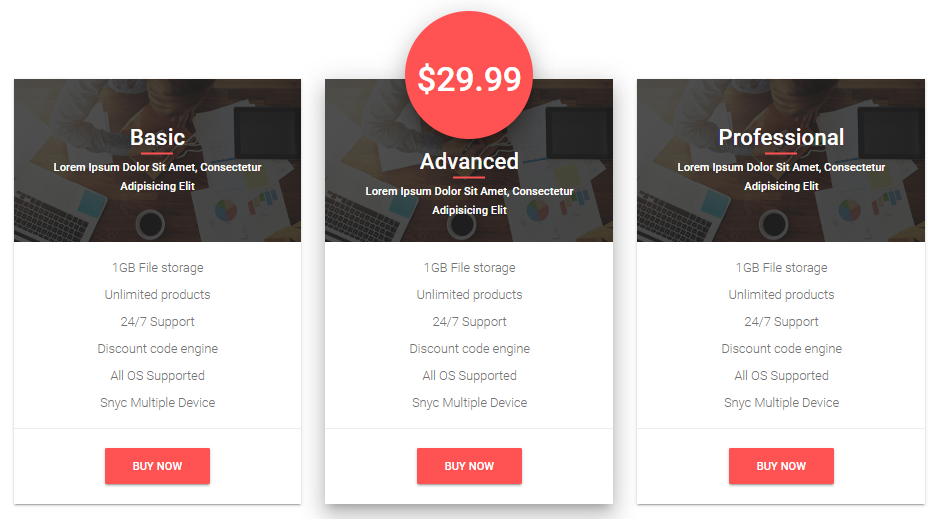 $29.99
Basic
Lorem Ipsum Dolor Sit Amet, Consectetur
Adipisicing Elit
1GB File storage
Unlimited products
24/7 Support
Discount code engine
All OS Supported
Snyc Multiple Device
BUY NOW
Advanced
Lorem Ipsum Dolor Sit Amet, Consectetur
Adipisicing Elit
1GB File storage
Unlimited products
24/7 Support
Discount code engine
All OS Supported
Snyc Multiple Device
BUY NOW
Professional
Lorem Ipsum Dolor Sit Amet, Consectetur
Adipisicing Elit
1GB File storage
Unlimited products
24/7 Support
Discount code engine
All OS Supported
Snyc Multiple Device
BUY NOW